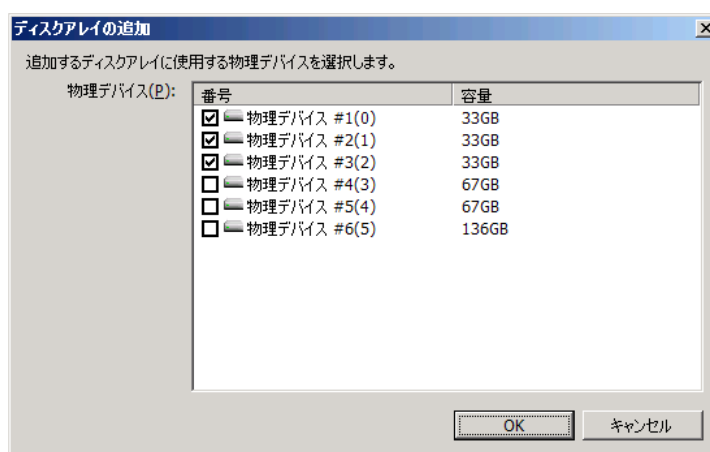 ディスクアレイの追加
追加するディスクアレイに使用する物理デバイスを選択します。
物理デバイス(P):
番号 容量
物理デバイス #1(0) 33GB
物理デバイス #2(1) 33GB
物理デバイス #3(2) 33GB
物理デバイス #4(3) 67GB
物理デバイス #5(4) 67GB
物理デバイス #6(5) 136GB
OK キャンセル